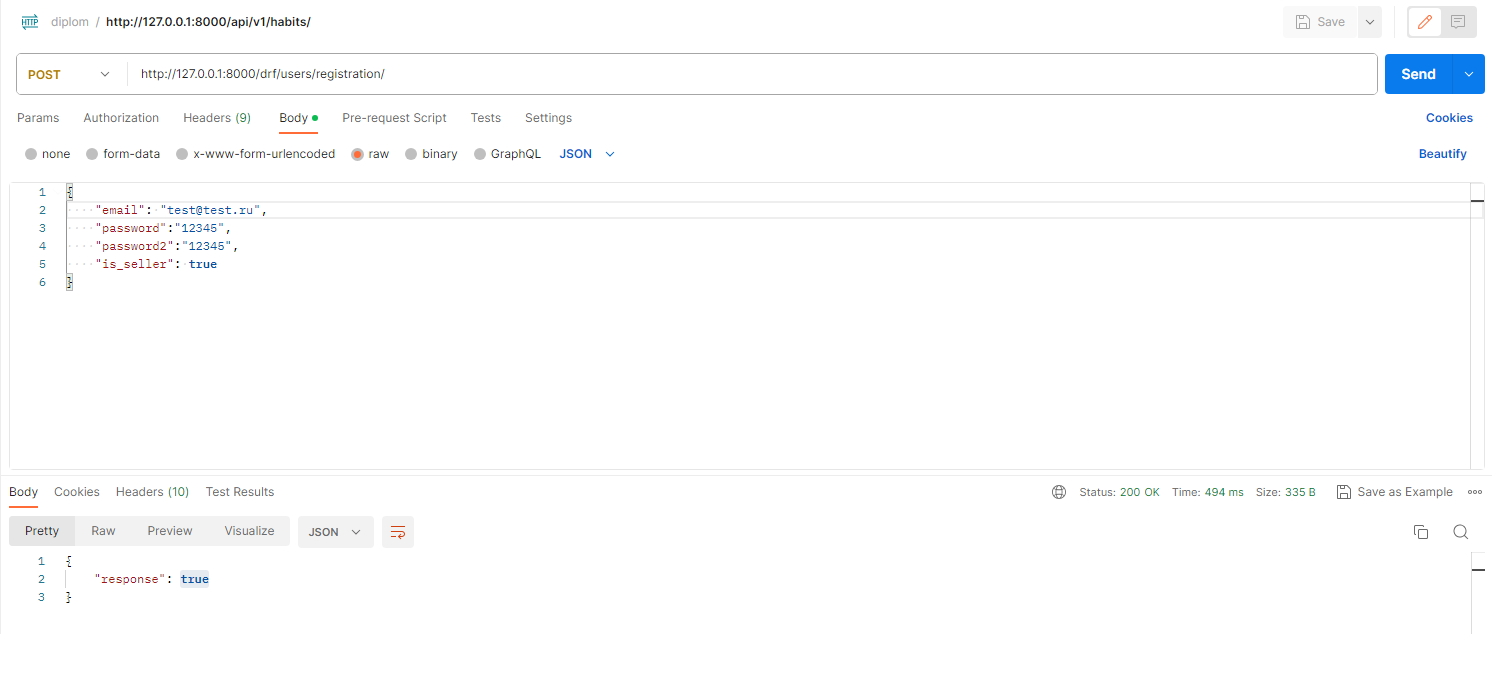 HTTP diplom / http://127.0.0.1:8000/api/v1/habits/ Save
POST http://127.0.0.1:8000/drf/users/registration/ Send
Params Authorization Headers (9) Body Pre-request Script Tests Settings Cookies
none form-data x-www-form-urlencoded raw binary GraphQL JSON Beautify
1 {
2 ····"email":·"test@test.ru",
3 ····"password":"12345",
4 ····"password2":"12345",
5 ····"is_seller":·true
6 }
Body Cookies Headers (10) Test Results Status: 200 OK Time: 494 ms Size: 335 B Save as Example
Pretty Raw Preview Visualize JSON
1 {
2 "response": true
3 }